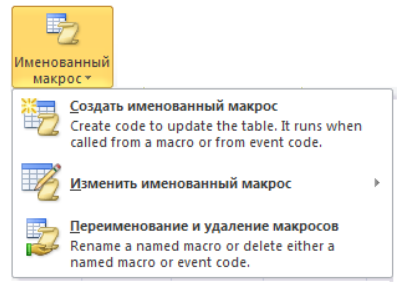 Именованный
макрос
Создать именованный макрос
Create code to update the table. It runs when
called from a macro or from event code.
Изменить именованный макрос
Переименование и удаление макросов
Rename a named macro or delete either a
named macro or event code.